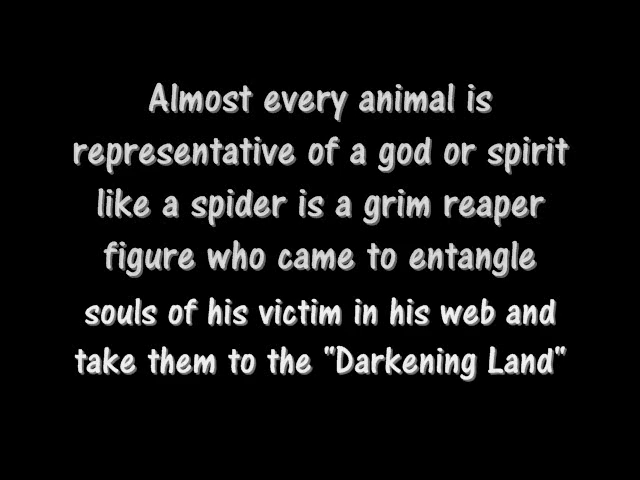 Almost every animal is
representative of a god or spirit
like a spider is a grim reaper
figure who came to entangle
souls of his victim in his web and
take them to the "Darkening Land"